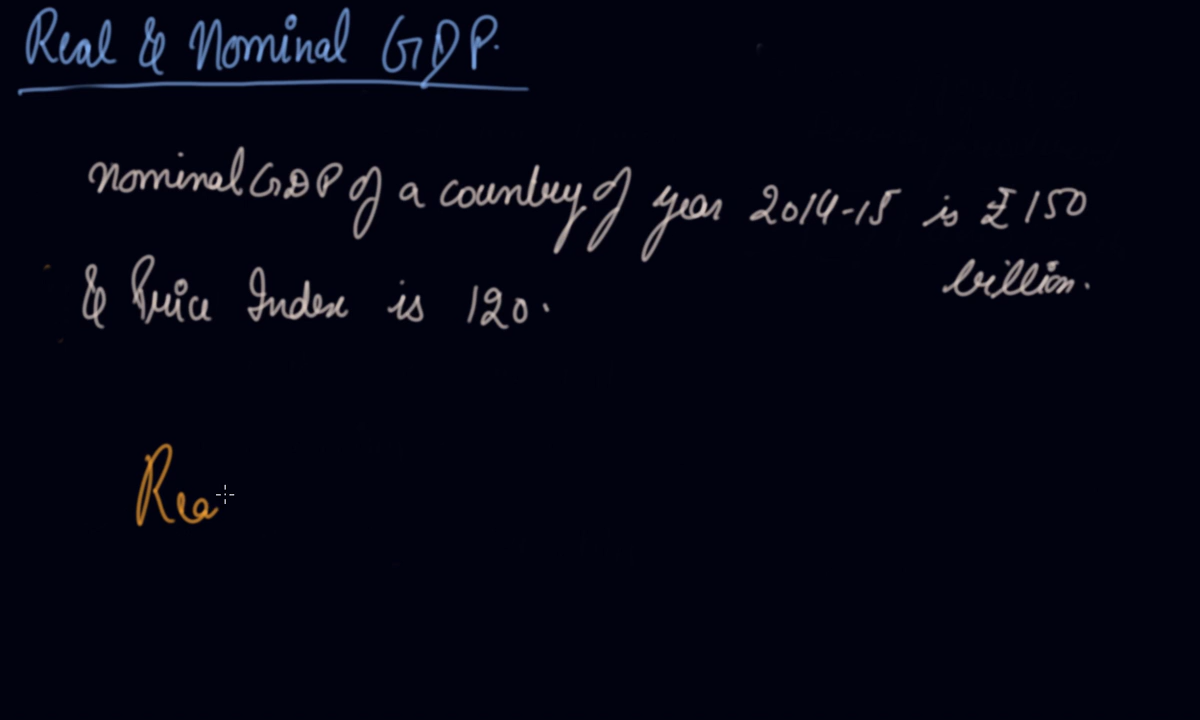 Real & Nominal GDP.
Nominal GDP of a country of year 2014-15 is ₹150
billion.
& Price Index is 120.
Rea